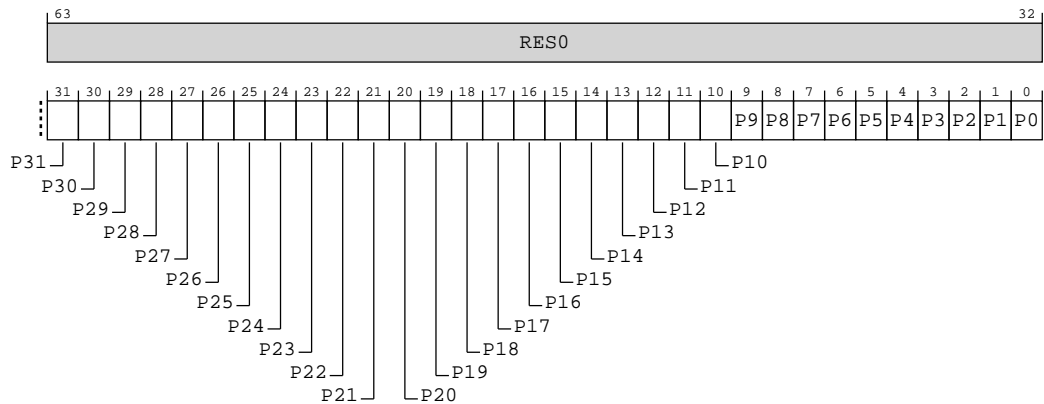 63 32
RES0
31 30 29 28 27 26 25 24 23 22 21 20 19 18 17 16 15 14 13 12 11 10 9 8 7 6 5 4 3 2 1 0
P9 P8 P7 P6 P5 P4 P3 P2 P1 P0
P31 P10
P30 P11
P29 P12
P28 P13
P27 P14
P26 P15
P25 P16
P24 P17
P23 P18
P22 P19
P21 P20